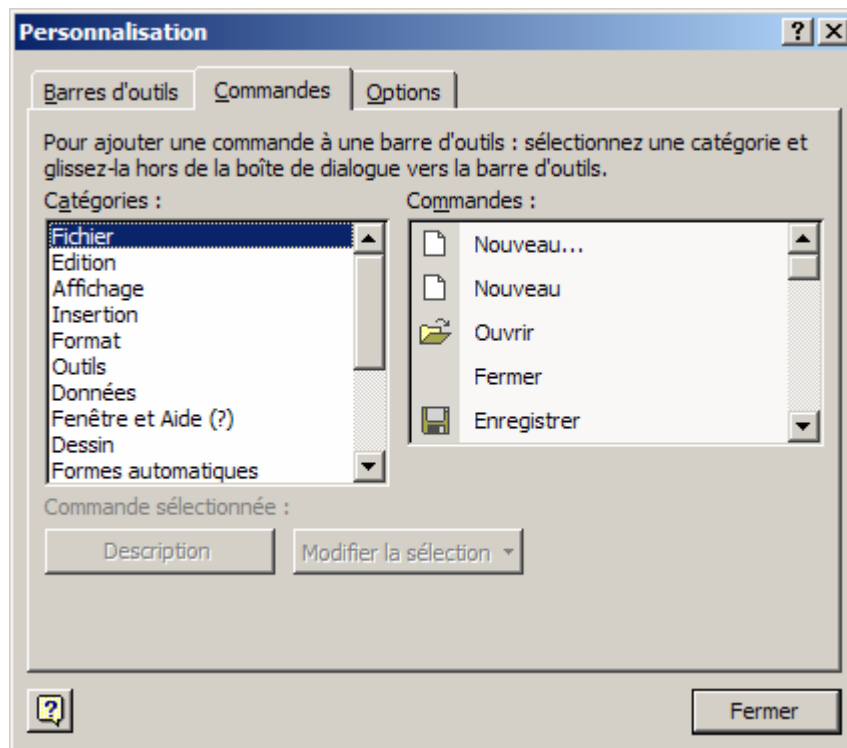 Personnalisation
Barres d'outils
Commandes
Options
Pour ajouter une commande à une barre d'outils : sélectionnez une catégorie et
glissez-la hors de la boîte de dialogue vers la barre d'outils.
Catégories :
Fichier
Edition
Affichage
Insertion
Format
Outils
Données
Fenêtre et Aide (?)
Dessin
Formes automatiques
Commandes :
Nouveau...
Nouveau
Ouvrir
Fermer
Enregistrer
Commande sélectionnée :
Description
Modifier la sélection
Fermer